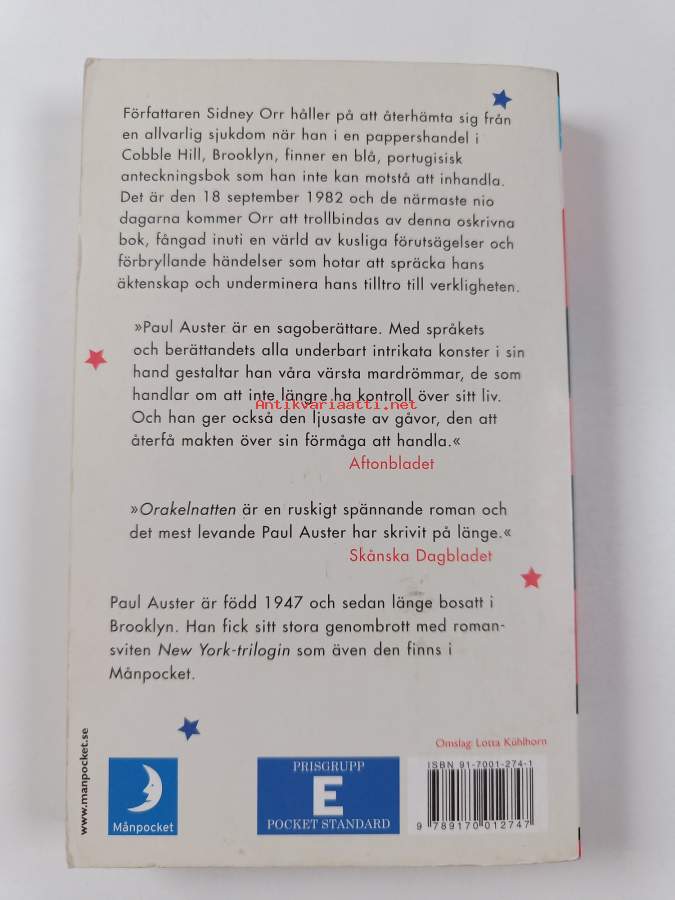 Författaren Sidney Orr håller på att återhämta sig från
en allvarlig sjukdom när han i en pappershandel i
Cobble Hill, Brooklyn, finner en blå, portugisisk
anteckningsbok som han inte kan motstå att inhandla.
Det är den 18 september 1982 och de närmaste nio
dagarna kommer Orr att trollbindas av denna oskrivna
bok, fångad inuti en värld av kusliga förutsägelser och
förbryllande händelser som hotar att spräcka hans
äktenskap och underminera hans tilltro till verkligheten.
»Paul Auster är en sagoberättare. Med språkets
och berättandets alla underbart intrikata konster i sin
hand gestaltar han våra värsta mardrömmar, de som
handlar om att inte längre ha kontroll över sitt liv.
Antikvariaatti.net
Och han ger också den ljusaste av gåvor, den att
återfå makten över sin förmåga att handla.«
Aftonbladet
»Orakelnatten är en ruskigt spännande roman och
det mest levande Paul Auster har skrivit på länge.«
Skånska Dagbladet
Paul Auster är född 1947 och sedan länge bosatt i
Brooklyn. Han fick sitt stora genombrott med roman-
sviten New York-trilogin som även den finns i
Månpocket.
www.manpocket.se
Månpocket
PRISGRUPP
E
POCKET STANDARD
Omslag: Lotta Kühlhorn
ISBN 91-7001-274-1
9 789170 012747